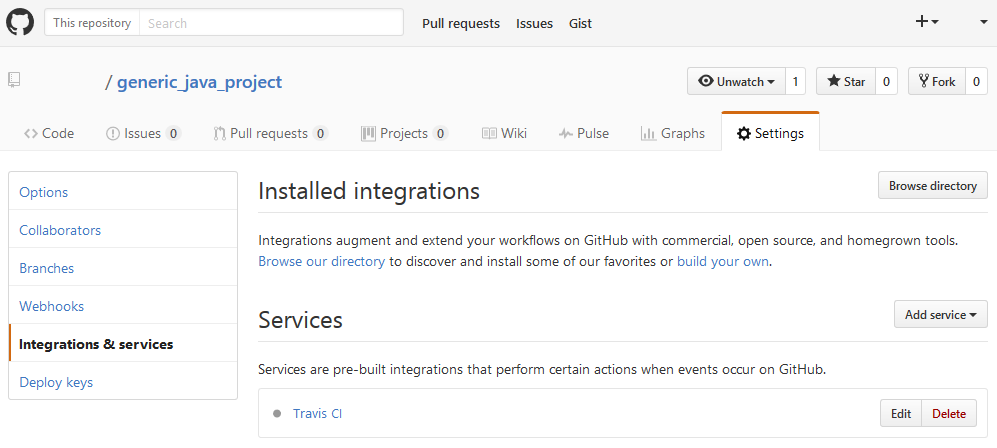 This repository Search Pull requests Issues Gist
/ generic_java_project Unwatch 1 Star 0 Fork 0
Code Issues 0 Pull requests 0 Projects 0 Wiki Pulse Graphs Settings
Options
Collaborators
Branches
Webhooks
Integrations & services
Deploy keys
Installed integrations Browse directory
Integrations augment and extend your workflows on GitHub with commercial, open source, and homegrown tools.
Browse our directory to discover and install some of our favorites or build your own.
Services Add service
Services are pre-built integrations that perform certain actions when events occur on GitHub.
Travis CI Edit Delete